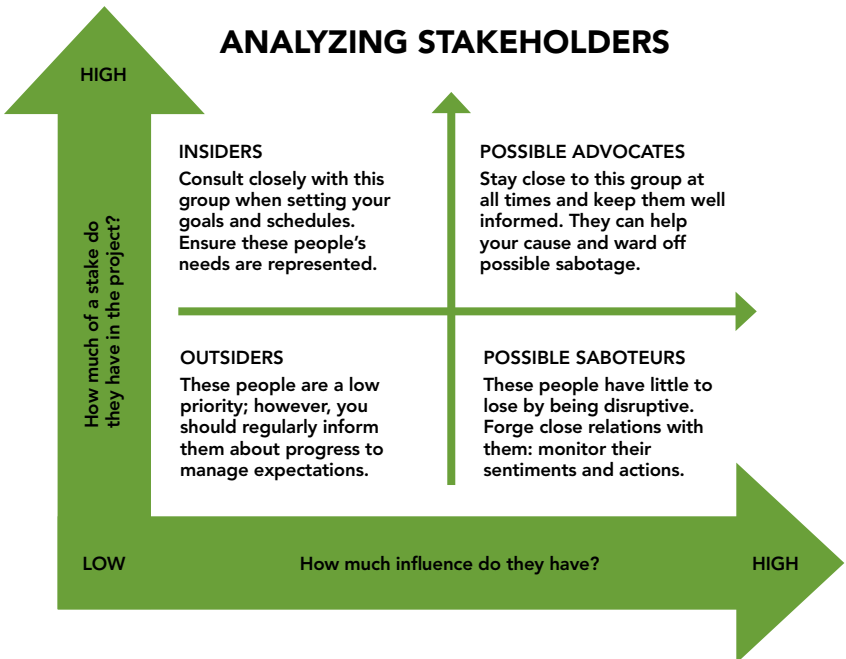 ANALYZING STAKEHOLDERS
HIGH
How much of a stake do
they have in the project?
INSIDERS
Consult closely with this
group when setting your
goals and schedules.
Ensure these people’s
needs are represented.
POSSIBLE ADVOCATES
Stay close to this group at
all times and keep them well
informed. They can help
your cause and ward off
possible sabotage.
OUTSIDERS
These people are a low
priority; however, you
should regularly inform
them about progress to
manage expectations.
POSSIBLE SABOTEURS
These people have little to
lose by being disruptive.
Forge close relations with
them: monitor their
sentiments and actions.
LOW
How much influence do they have?
HIGH